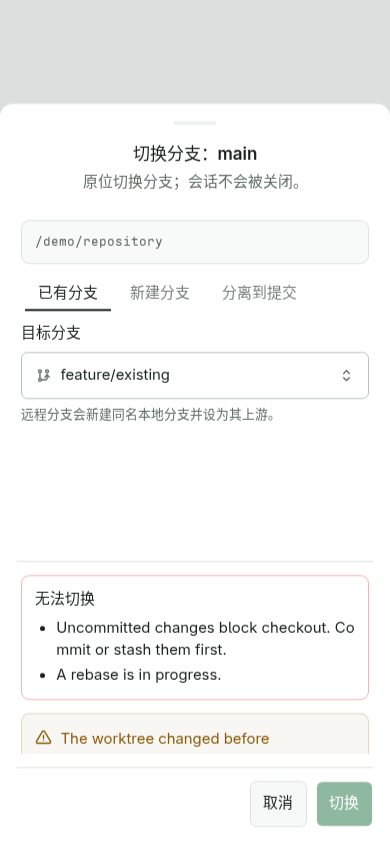 切换分支：main
原位切换分支；会话不会被关闭。
/demo/repository
已有分支 新建分支 分离到提交
目标分支
feature/existing
远程分支会新建同名本地分支并设为其上游。
无法切换
• Uncommitted changes block checkout. Co
mmit or stash them first.
• A rebase is in progress.
The worktree changed before
取消 切换